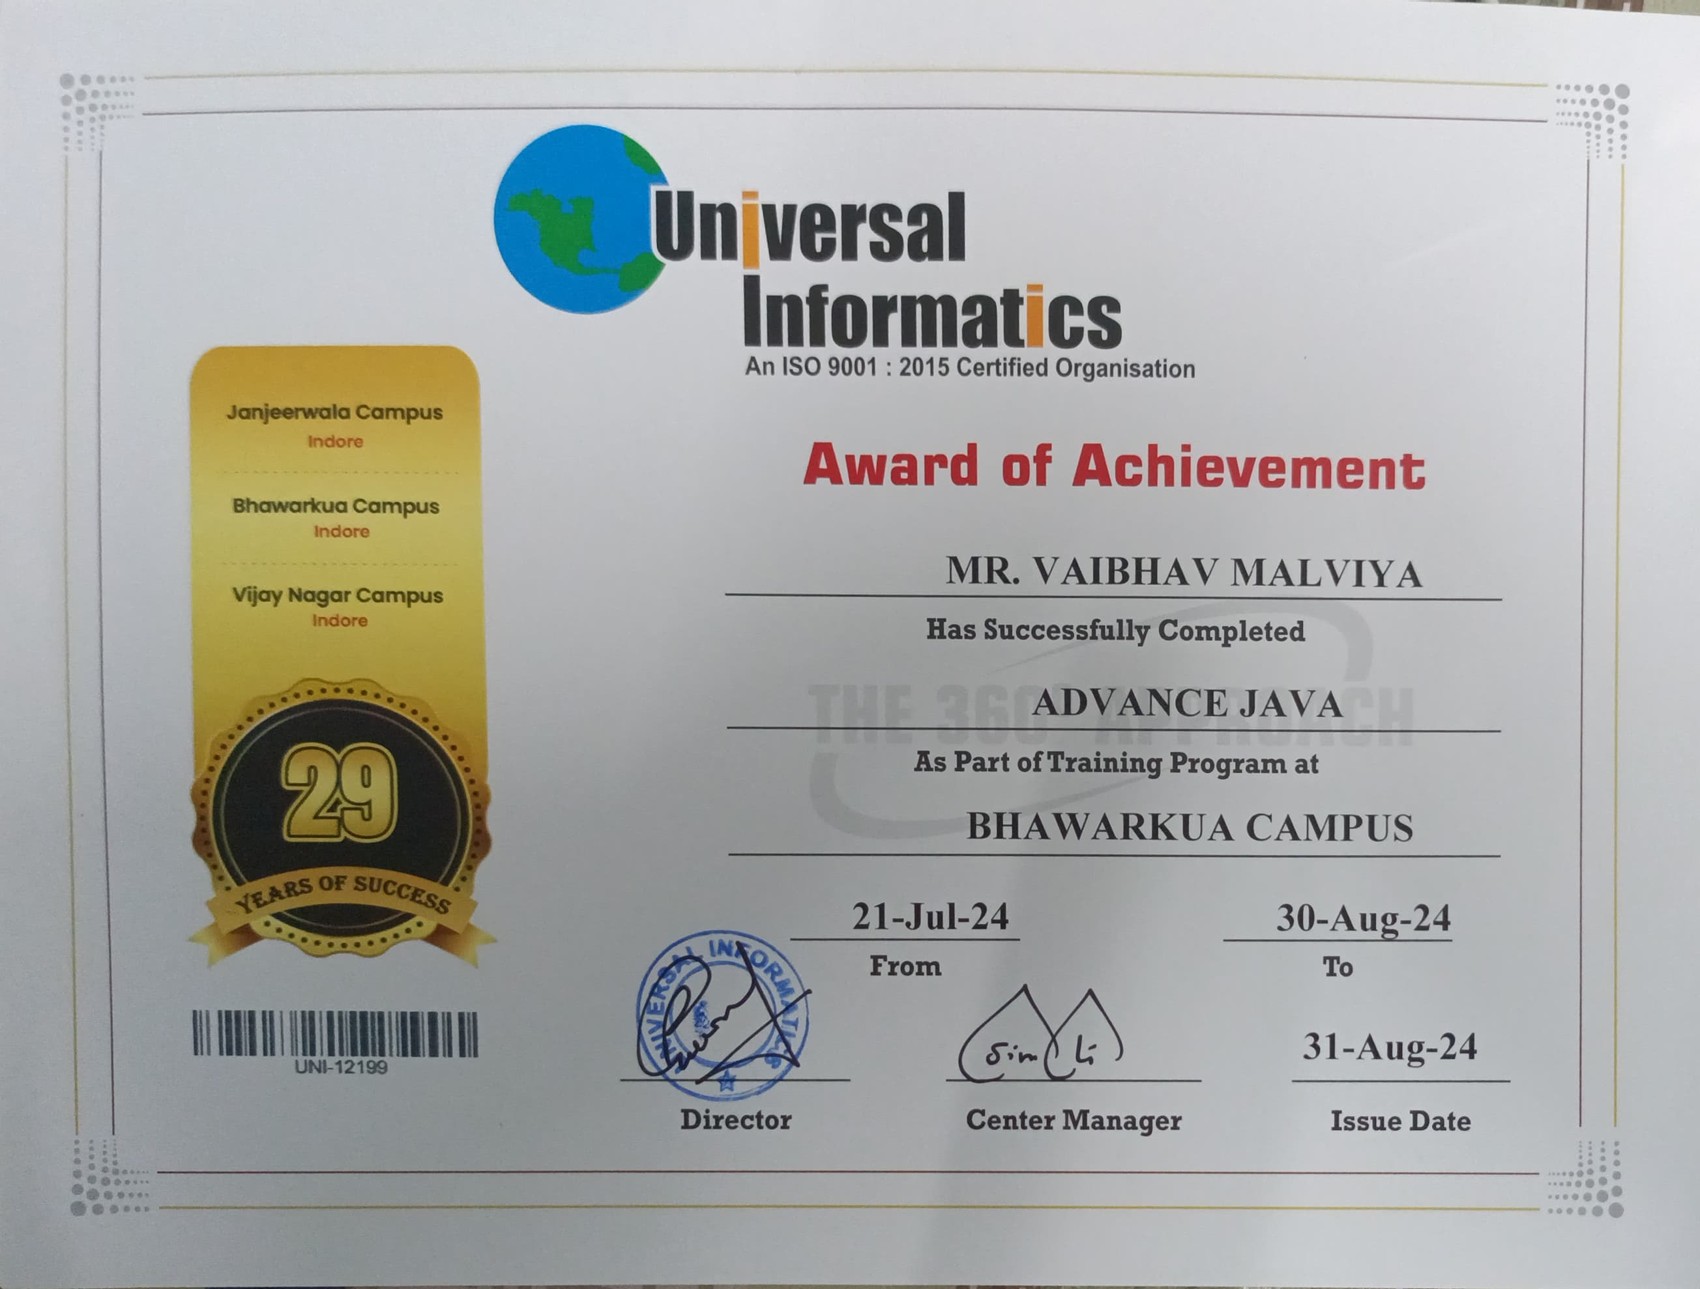 Universal
Informatics
An ISO 9001 : 2015 Certified Organisation
Janjeerwala Campus
Indore
Bhawarkua Campus
Indore
Vijay Nagar Campus
Indore
29
YEARS OF SUCCESS
UNI-12199
Award of Achievement
MR. VAIBHAV MALVIYA
Has Successfully Completed
THE 360° APPROACH
ADVANCE JAVA
As Part of Training Program at
BHAWARKUA CAMPUS
21-Jul-24
From
30-Aug-24
To
UNIVERSAL INFORMATICS
Simli
31-Aug-24
Director
Center Manager
Issue Date